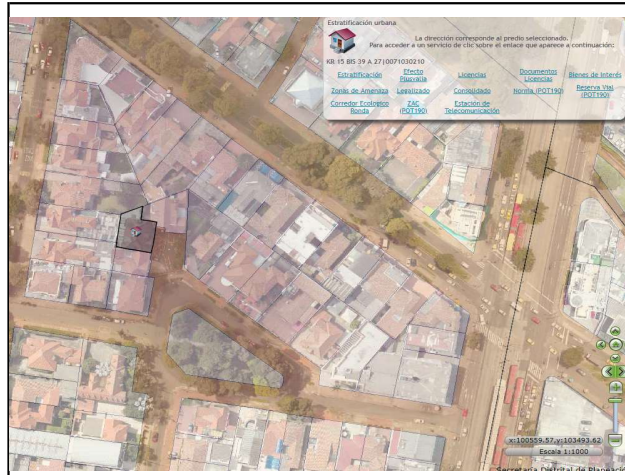 Estratificación urbana
La dirección corresponde al predio seleccionado.
Para acceder a un servicio de clic sobre el enlace que aparece a continuación:
KR 15 BIS 39 A 27|0071030210
Estratificación Efecto Plusvalía Licencias Documentos Licencias Bienes de Interés
Zonas de Amenaza Legalizado Consolidado Norma (POT190) Reserva Vial (POT190)
Corredor Ecológico Ronda ZAC (POT190) Estación de Telecomunicación
x:100559.57,y:103493.62
Escala 1:1000
Secretaría Distrital de Planeació